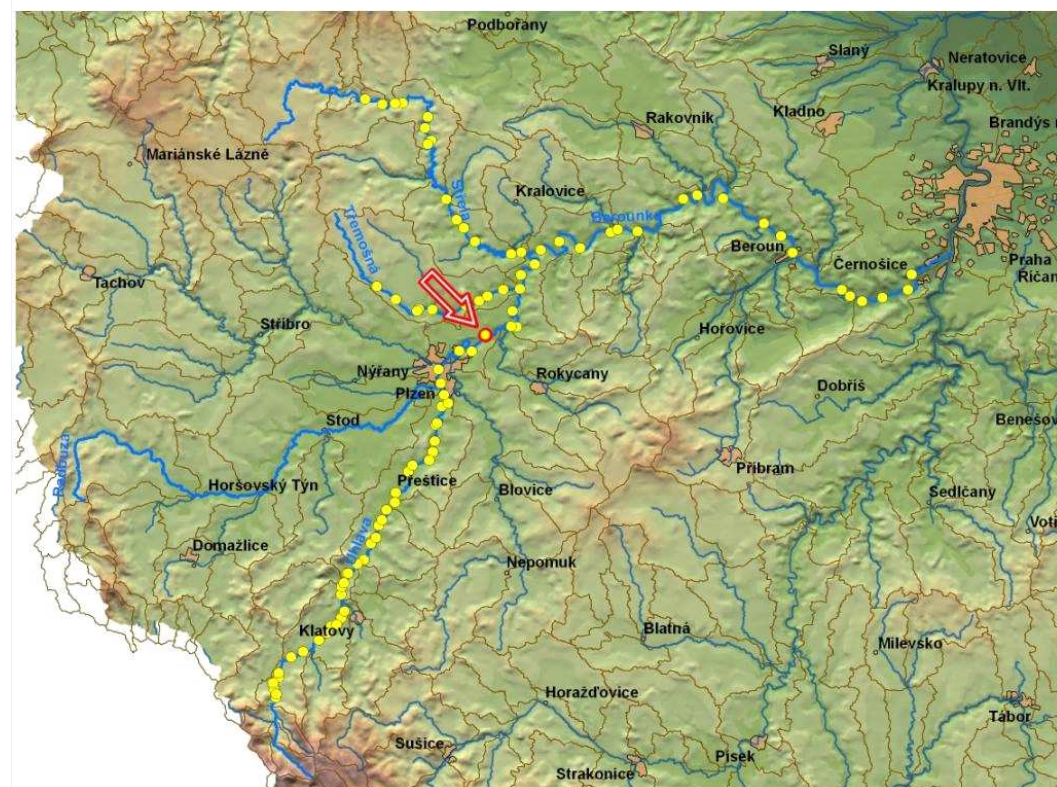 Podbořany
Slaný
Neratovice
Kralupy n. Vlt.
Rakovník
Kladno
Brandýs n
Mariánské Lázně
Kralovice
Střela
Třemošná
Berounka
Beroun
Černošice
Praha
Říčan
Tachov
Stříbro
Hořovice
Nýřany
Rokycany
Plzeň
Dobříš
Stod
Benešov
Radbuza
Přeštice
Příbram
Horšovský Týn
Blovice
Sedlčany
Voti
Úhlava
Domažlice
Nepomuk
Klatovy
Blatná
Milevsko
Horažďovice
Tábor
Sušice
Písek
Strakonice